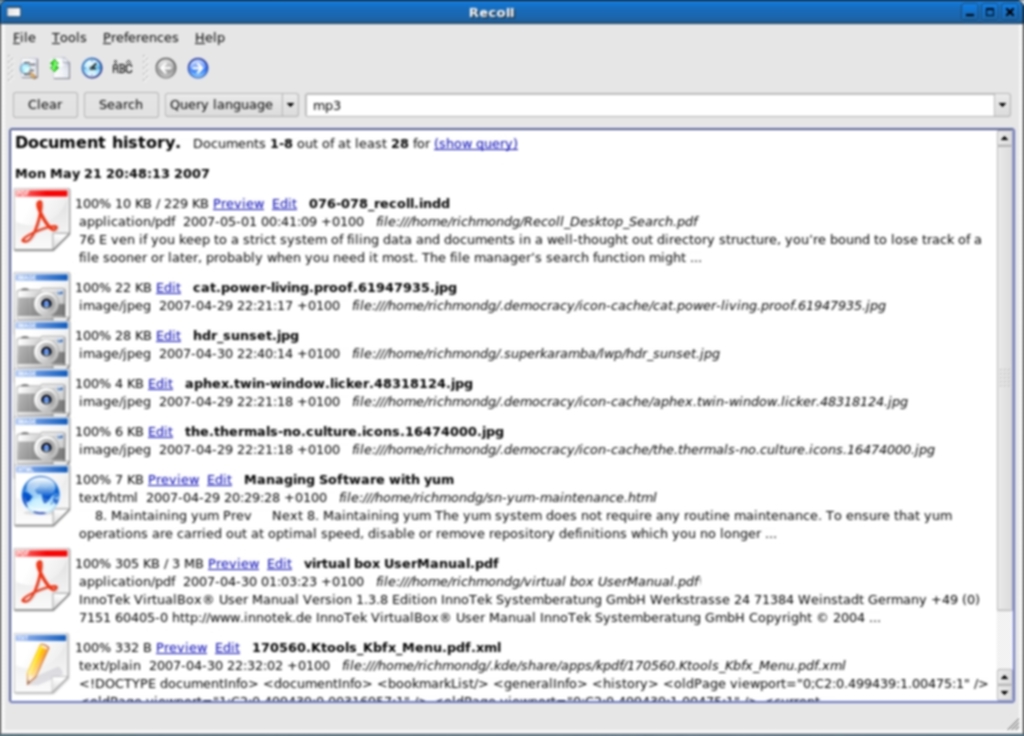 Recoll
File Tools Preferences Help
ABC
Clear Search Query language mp3
Document history. Documents 1-8 out of at least 28 for (show query)
Mon May 21 20:48:13 2007
100% 10 KB / 229 KB Preview Edit 076-078_recoll.indd
application/pdf 2007-05-01 00:41:09 +0100 file:///home/richmondg/Recoll_Desktop_Search.pdf
76 E ven if you keep to a strict system of filing data and documents in a well-thought out directory structure, you're bound to lose track of a
file sooner or later, probably when you need it most. The file manager's search function might ...
100% 22 KB Edit cat.power-living.proof.61947935.jpg
image/jpeg 2007-04-29 22:21:17 +0100 file:///home/richmondg/.democracy/icon-cache/cat.power-living.proof.61947935.jpg
100% 28 KB Edit hdr_sunset.jpg
image/jpeg 2007-04-30 22:40:14 +0100 file:///home/richmondg/.superkaramba/lwp/hdr_sunset.jpg
100% 4 KB Edit aphex.twin-window.licker.48318124.jpg
image/jpeg 2007-04-29 22:21:18 +0100 file:///home/richmondg/.democracy/icon-cache/aphex.twin-window.licker.48318124.jpg
100% 6 KB Edit the.thermals-no.culture.icons.16474000.jpg
image/jpeg 2007-04-29 22:21:18 +0100 file:///home/richmondg/.democracy/icon-cache/the.thermals-no.culture.icons.16474000.jpg
100% 7 KB Preview Edit Managing Software with yum
text/html 2007-04-29 20:29:28 +0100 file:///home/richmondg/sn-yum-maintenance.html
8. Maintaining yum Prev Next 8. Maintaining yum The yum system does not require any routine maintenance. To ensure that yum
operations are carried out at optimal speed, disable or remove repository definitions which you no longer ...
100% 305 KB / 3 MB Preview Edit virtual box UserManual.pdf
application/pdf 2007-04-30 01:03:23 +0100 file:///home/richmondg/virtual box UserManual.pdf
InnoTek VirtualBox® User Manual Version 1.3.8 Edition InnoTek Systemberatung GmbH Werkstrasse 24 71384 Weinstadt Germany +49 (0)
7151 60405-0 http://www.innotek.de InnoTek VirtualBox® User Manual InnoTek Systemberatung GmbH Copyright © 2004 ...
100% 332 B Preview Edit 170560.Ktools_Kbfx_Menu.pdf.xml
text/plain 2007-04-30 22:32:02 +0100 file:///home/richmondg/.kde/share/apps/kpdf/170560.Ktools_Kbfx_Menu.pdf.xml
<!DOCTYPE documentInfo> <documentInfo> <bookmarkList/> <generalInfo> <history> <oldPage viewport="0;C2:0.499439:1.00475:1" />